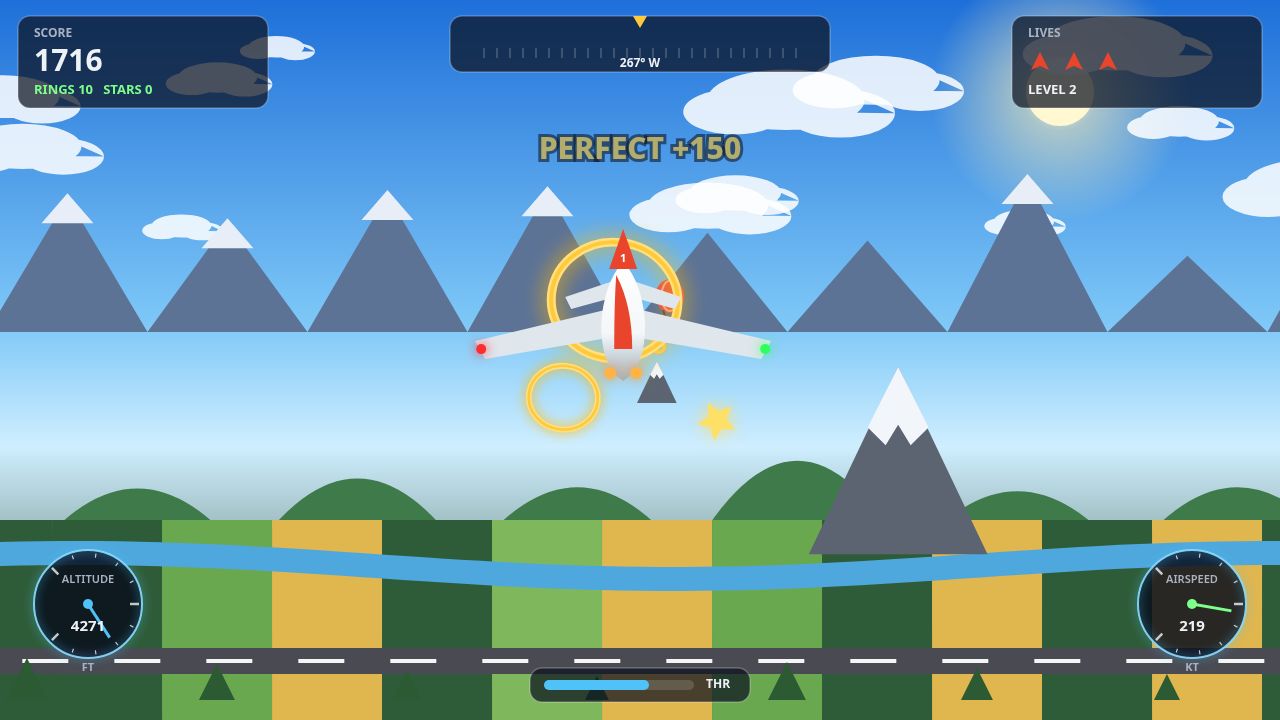 SCORE
1716
RINGS 10 STARS 0
267° W
LIVES
LEVEL 2
PERFECT +150
1
ALTITUDE
4271
FT
AIRSPEED
219
KT
THR